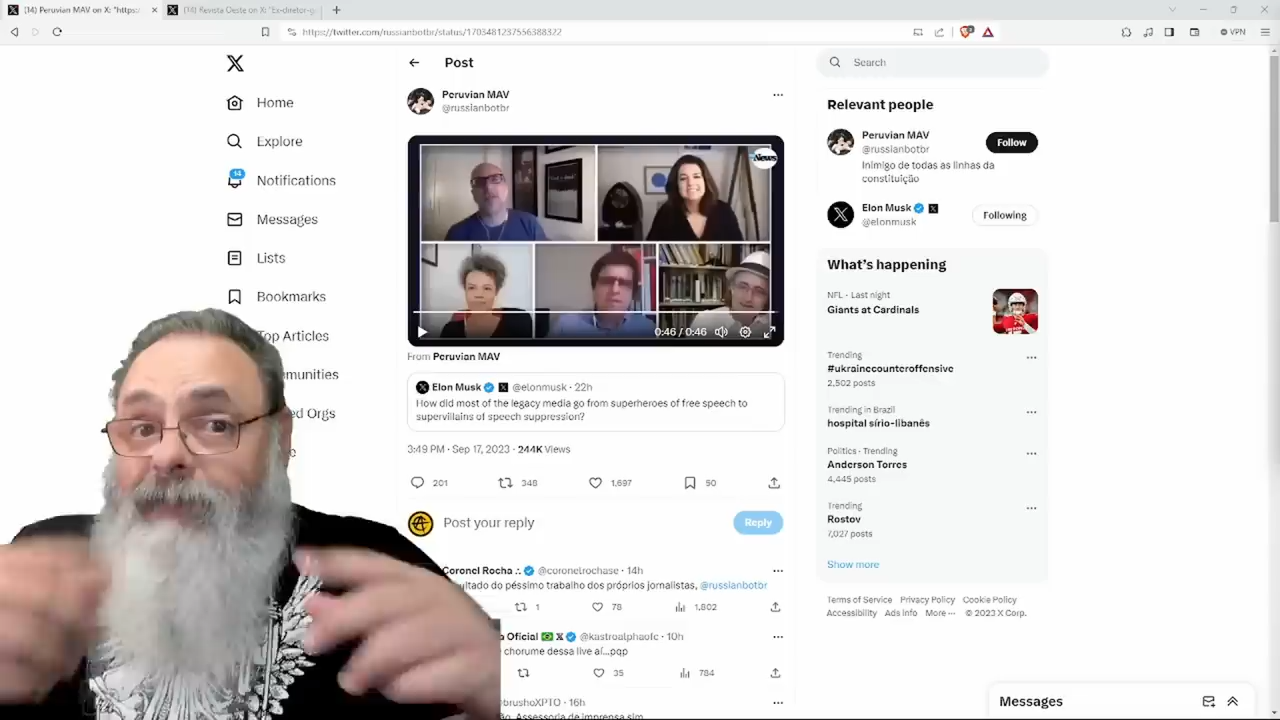 (14) Peruvian MAV on X: "https:
(14) Revista Oeste on X: "Ex-diretor-g
https://twitter.com/russianbotbr/status/1703481237556388322
VPN
Home
Explore
14
Notifications
Messages
Lists
Bookmarks
Top Articles
Post
Peruvian MAV
@russianbotbr
News
0:46 / 0:46
From Peruvian MAV
Elon Musk @elonmusk · 22h
How did most of the legacy media go from superheroes of free speech to
supervillains of speech suppression?
3:49 PM · Sep 17, 2023 · 244K Views
201
348
1,697
50
Post your reply
Reply
Coronel Rocha @coronelrochase · 14h
péssimo trabalho dos próprios jornalistas, @russianbotbr
1
78
1,802
Oficial @kastroalphaofc · 10h
chorume dessa live aí...pqp
35
784
16h
Assessoria de imprensa sim
Search
Relevant people
Peruvian MAV
@russianbotbr
Follow
Inimigo de todas as linhas da
constituição
Elon Musk
@elonmusk
Following
What's happening
NFL · Last night
Giants at Cardinals
Trending
#ukrainecounteroffensive
2,502 posts
Trending in Brazil
hospital sírio-libanês
Politics · Trending
Anderson Torres
4,445 posts
Trending
Rostov
7,027 posts
Show more
Terms of Service Privacy Policy Cookie Policy
Accessibility Ads info More ··· © 2023 X Corp.
Messages